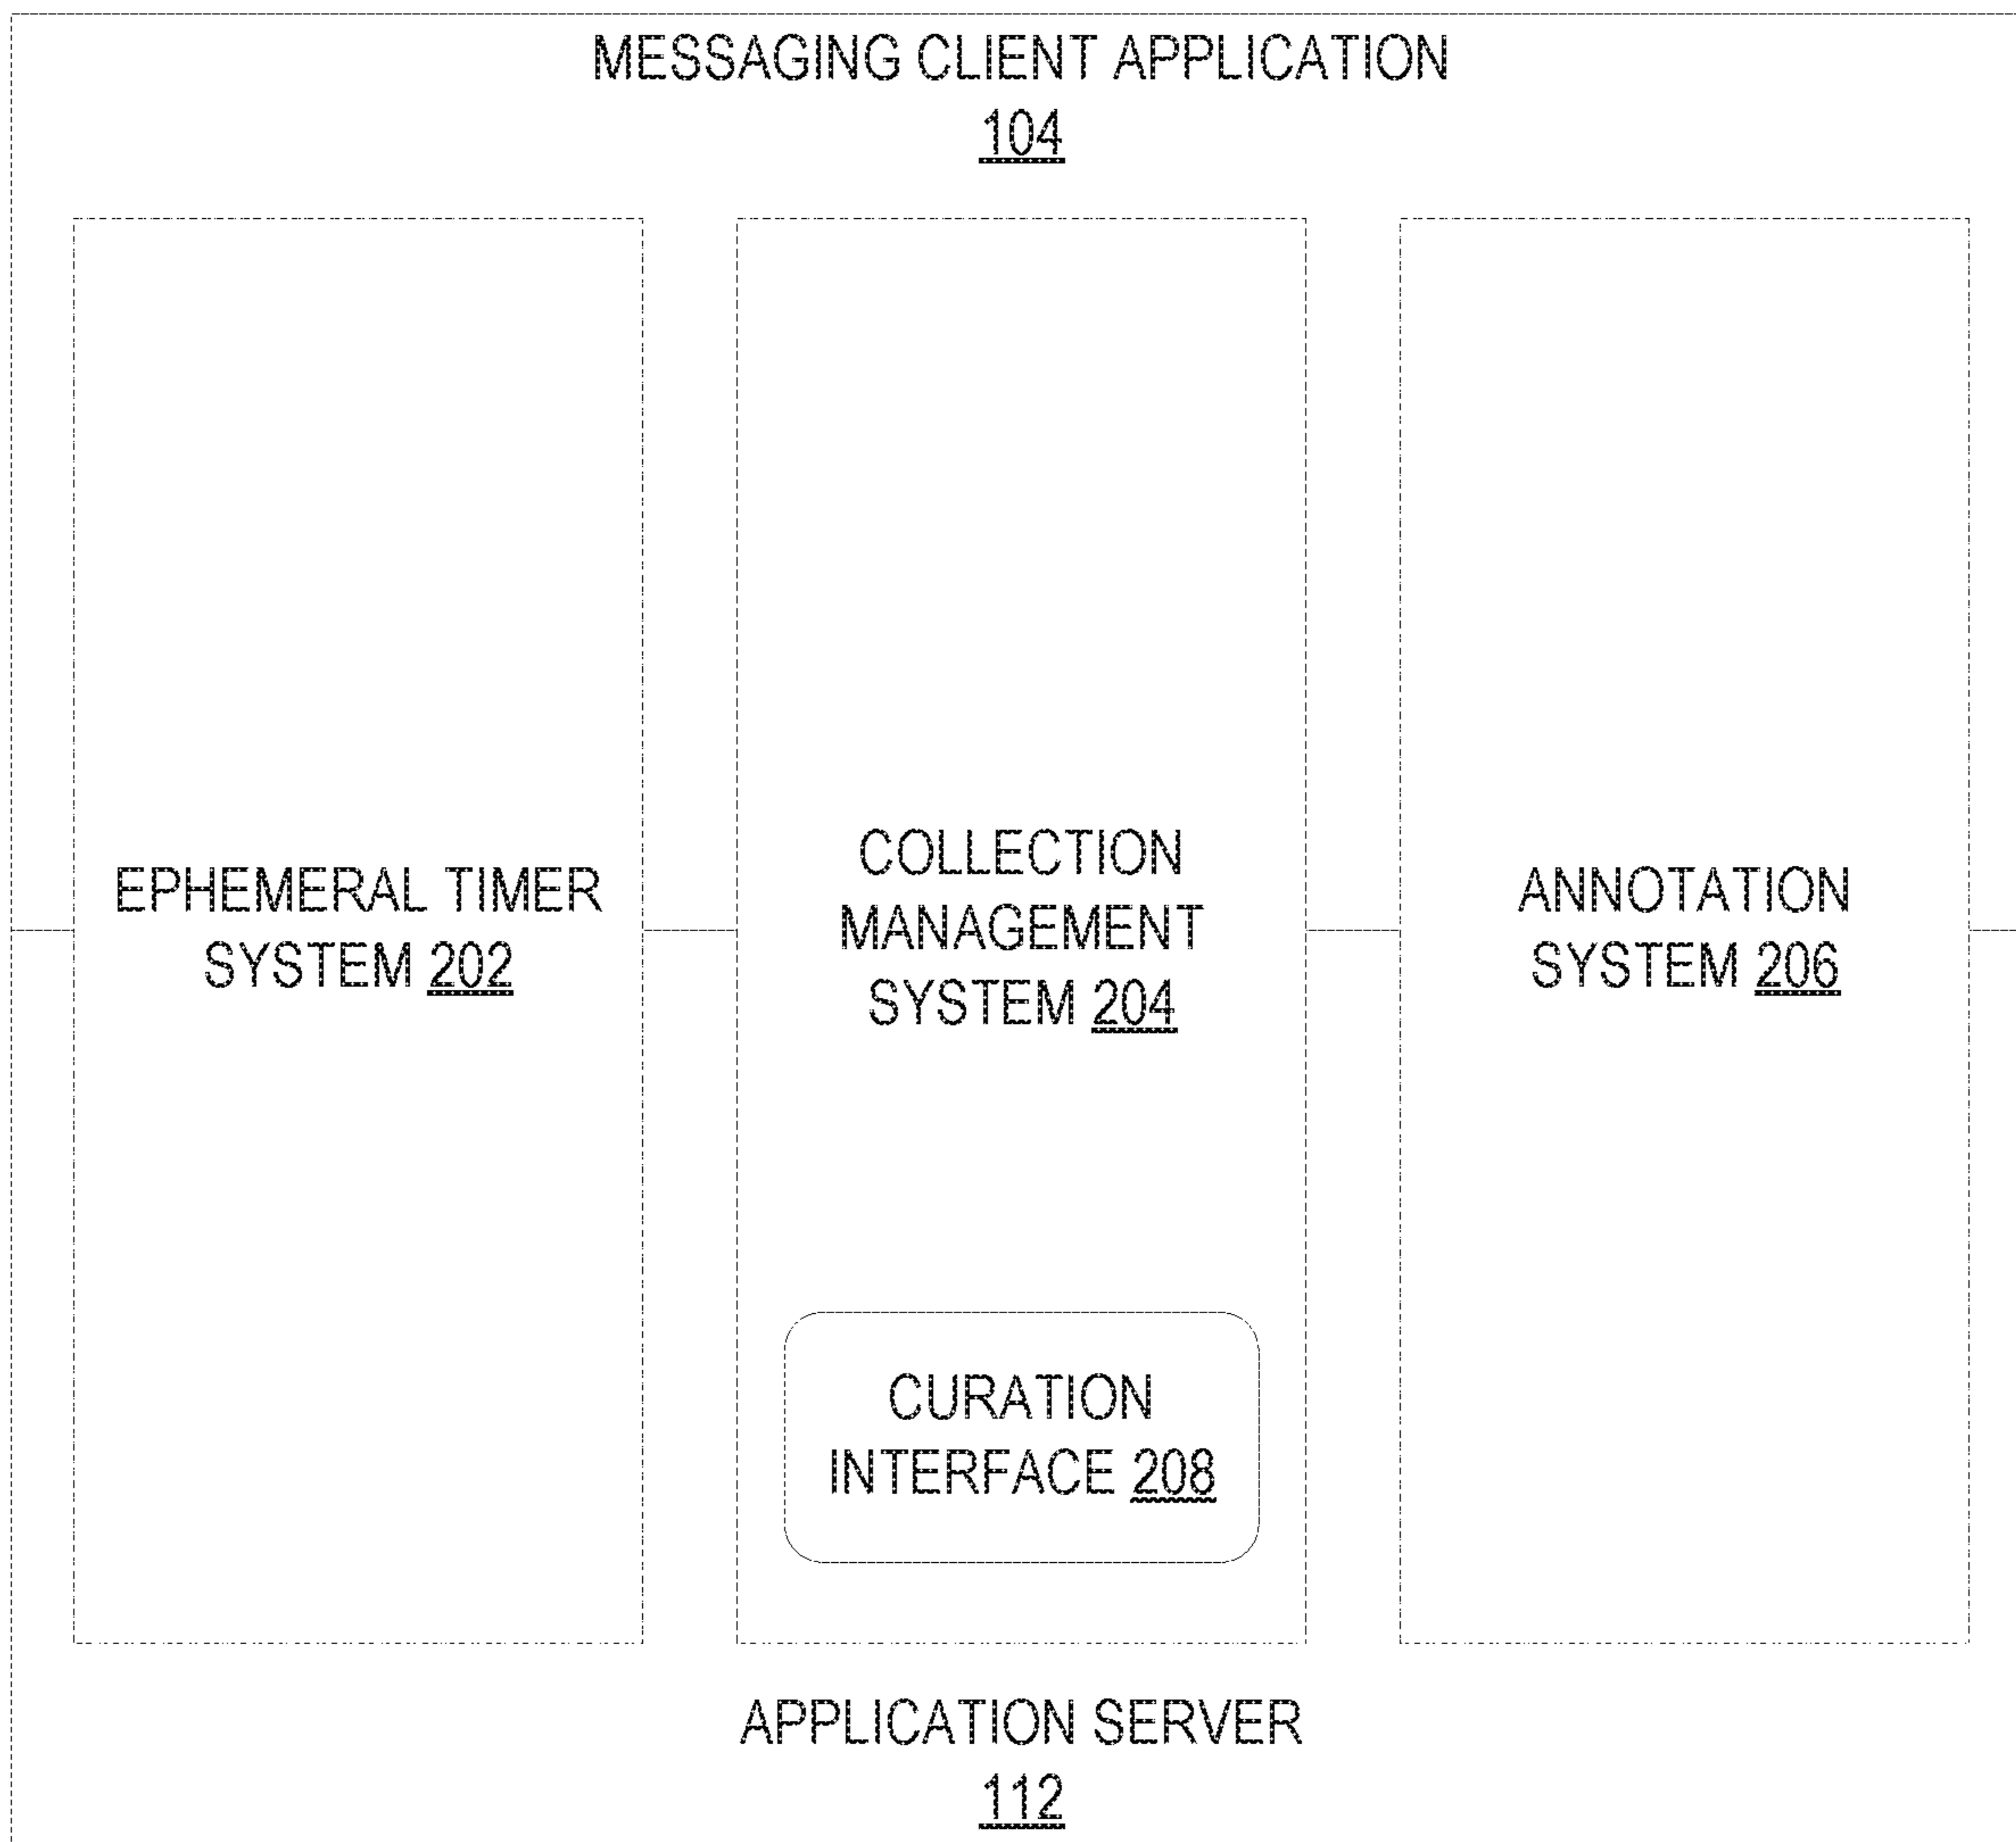 MESSAGING CLIENT APPLICATION
104
EPHEMERAL TIMER
SYSTEM 202
COLLECTION
MANAGEMENT
SYSTEM 204
ANNOTATION
SYSTEM 206
CURATION
INTERFACE 208
APPLICATION SERVER
112